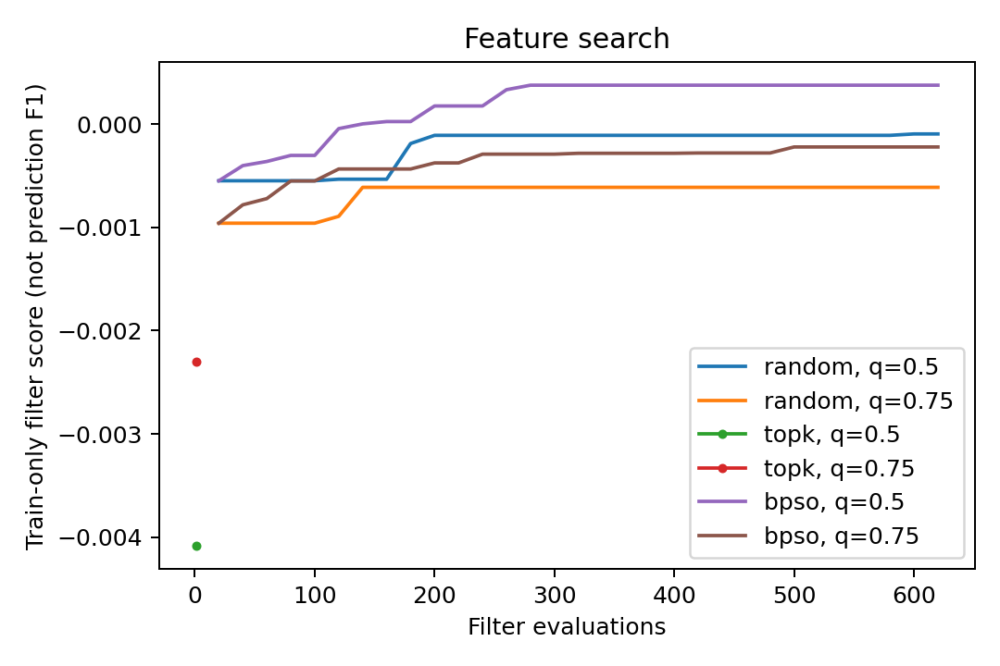 Feature search
Train-only filter score (not prediction F1)
0.000
−0.001
−0.002
−0.003
−0.004
random, q=0.5
random, q=0.75
topk, q=0.5
topk, q=0.75
bpso, q=0.5
bpso, q=0.75
0 100 200 300 400 500 600
Filter evaluations